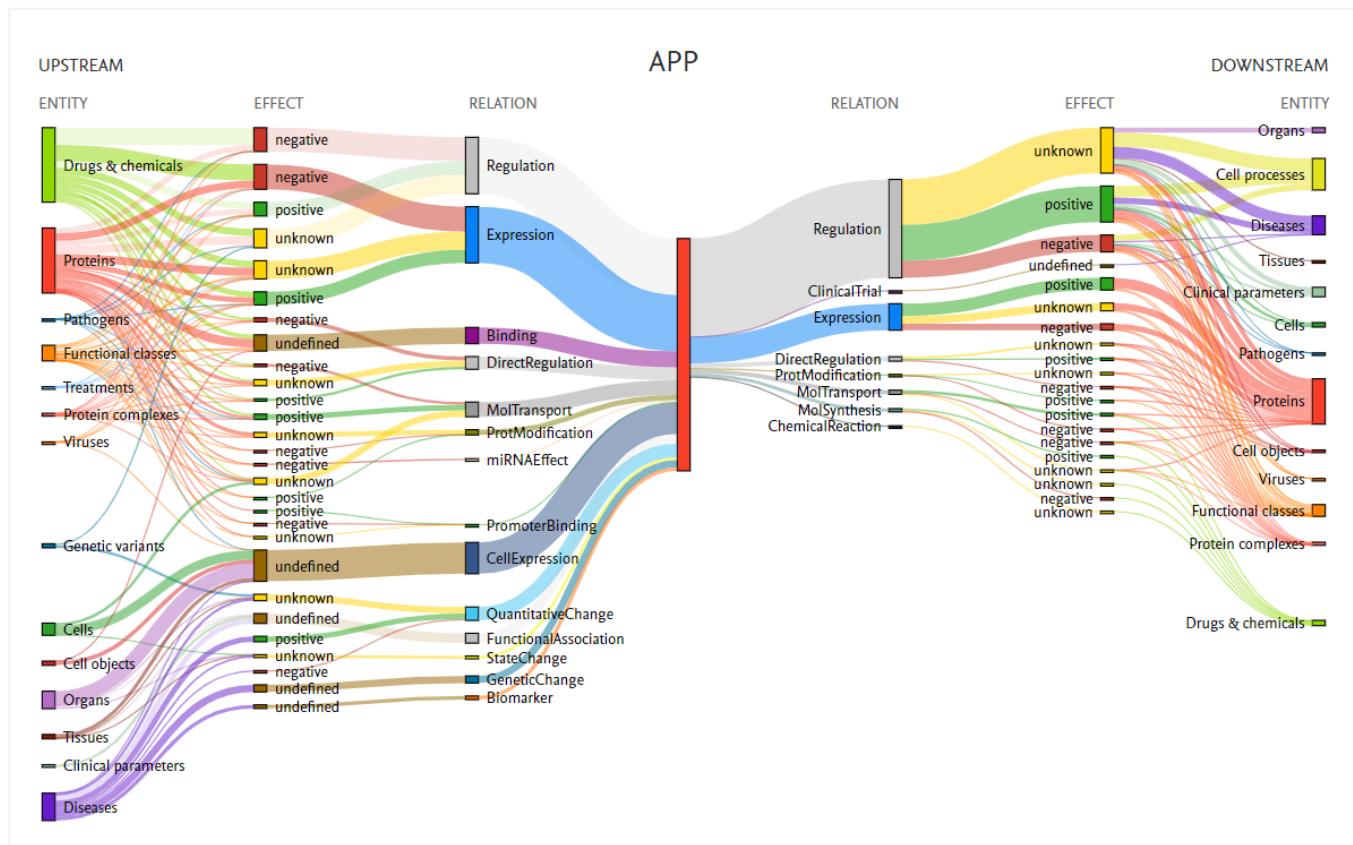 APP
UPSTREAM
DOWNSTREAM
ENTITY
EFFECT
RELATION
RELATION
EFFECT
ENTITY
Drugs & chemicals
Proteins
Pathogens
Functional classes
Treatments
Protein complexes
Viruses
Genetic variants
Cells
Cell objects
Organs
Tissues
Clinical parameters
Diseases
negative
negative
positive
unknown
unknown
positive
negative
undefined
negative
unknown
positive
positive
unknown
negative
negative
unknown
positive
positive
negative
unknown
undefined
unknown
undefined
positive
unknown
negative
undefined
undefined
Regulation
Expression
Binding
DirectRegulation
MolTransport
ProtModification
miRNAEffect
PromoterBinding
CellExpression
QuantitativeChange
FunctionalAssociation
StateChange
GeneticChange
Biomarker
Regulation
ClinicalTrial
Expression
DirectRegulation
ProtModification
MolTransport
MolSynthesis
ChemicalReaction
unknown
positive
negative
undefined
positive
unknown
negative
unknown
positive
unknown
negative
positive
positive
negative
negative
positive
unknown
unknown
negative
unknown
Organs
Cell processes
Diseases
Tissues
Clinical parameters
Cells
Pathogens
Proteins
Cell objects
Viruses
Functional classes
Protein complexes
Drugs & chemicals